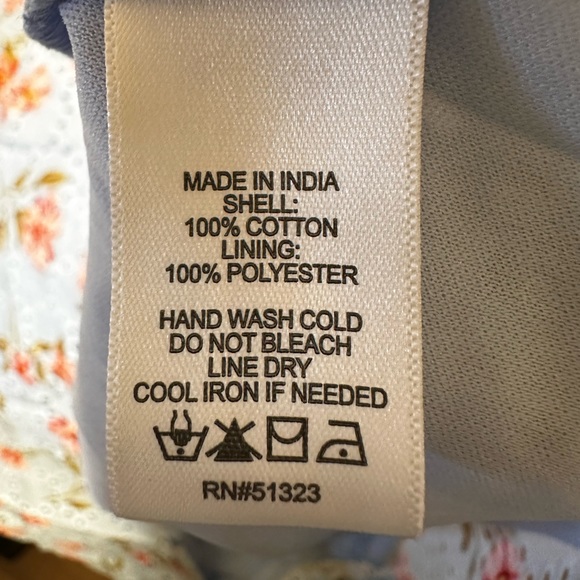 MADE IN INDIA
SHELL:
100% COTTON
LINING:
100% POLYESTER
HAND WASH COLD
DO NOT BLEACH
LINE DRY
COOL IRON IF NEEDED
RN#51323